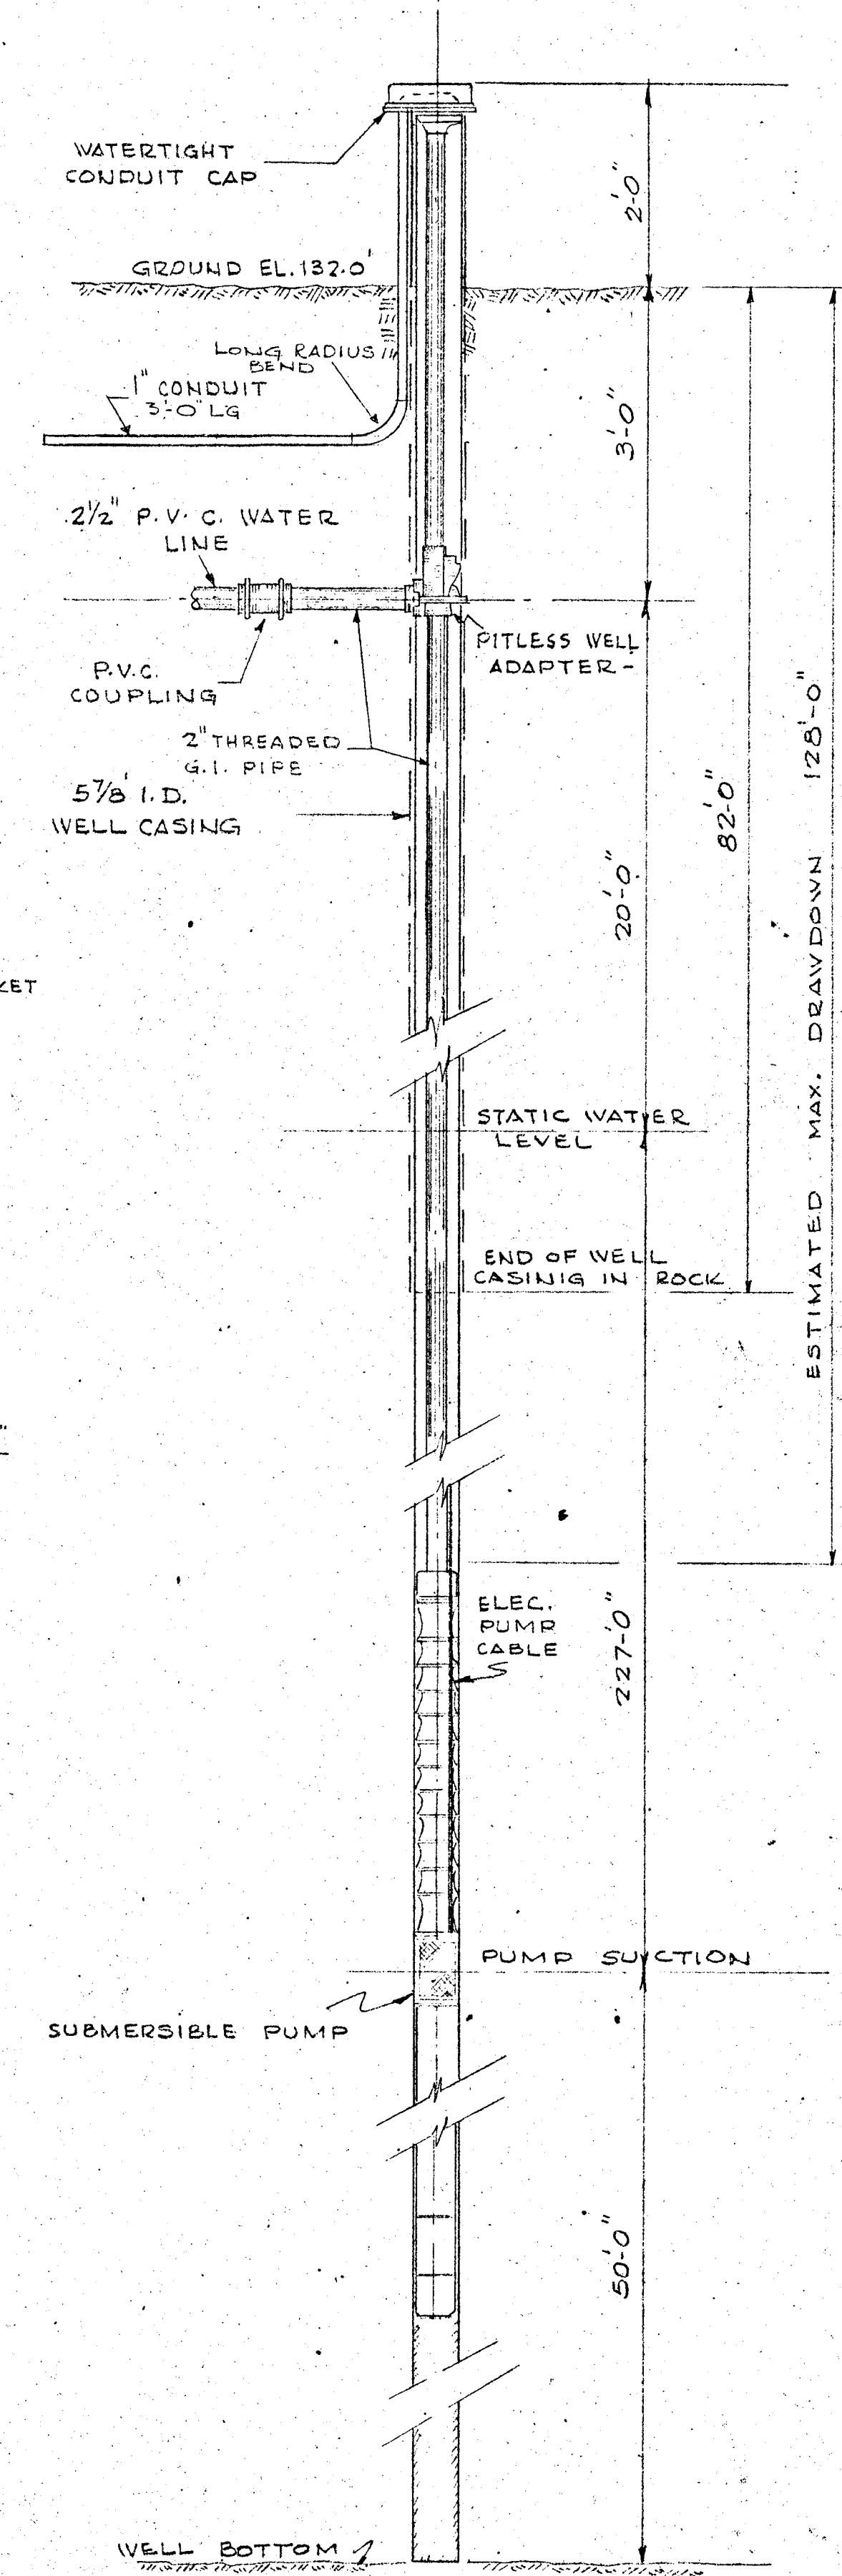 WATERTIGHT
CONDUIT CAP
2'-0"
GROUND EL. 132.0'
LONG RADIUS
BEND
1" CONDUIT
3'-0" LG
3'-0"
2½" P.V.C. WATER
LINE
PITLESS WELL
ADAPTER -
P.V.C.
COUPLING
2" THREADED
G.I. PIPE
5⅞' I.D.
WELL CASING
20'-0"
82'-0"
ESTIMATED MAX. DRAWDOWN 128'-0"
STATIC WATER
LEVEL
END OF WELL
CASINIG IN ROCK
ELEC.
PUMP
CABLE
227'-0"
PUMP SUCTION
SUBMERSIBLE PUMP
50'-0"
WELL BOTTOM